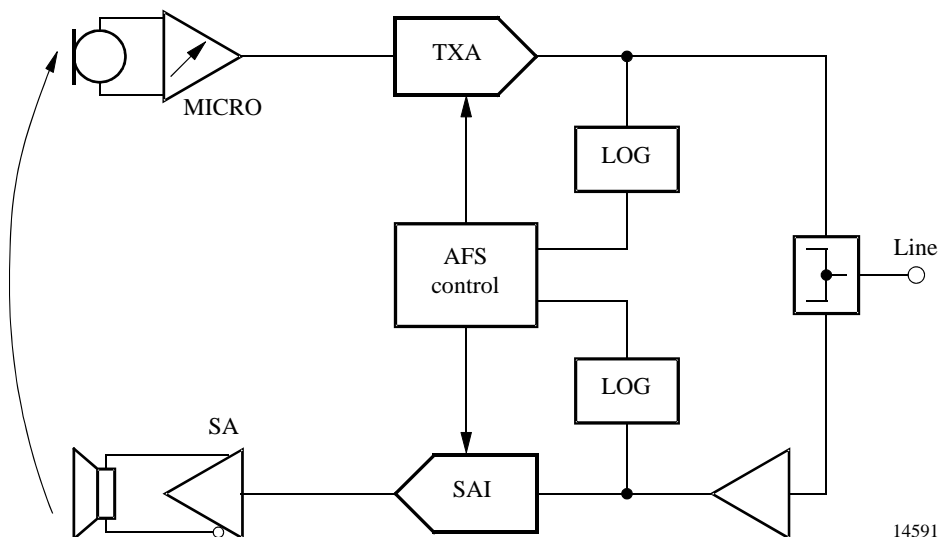 TXA
MICRO
LOG
AFS
control
Line
LOG
SA
SAI
14591